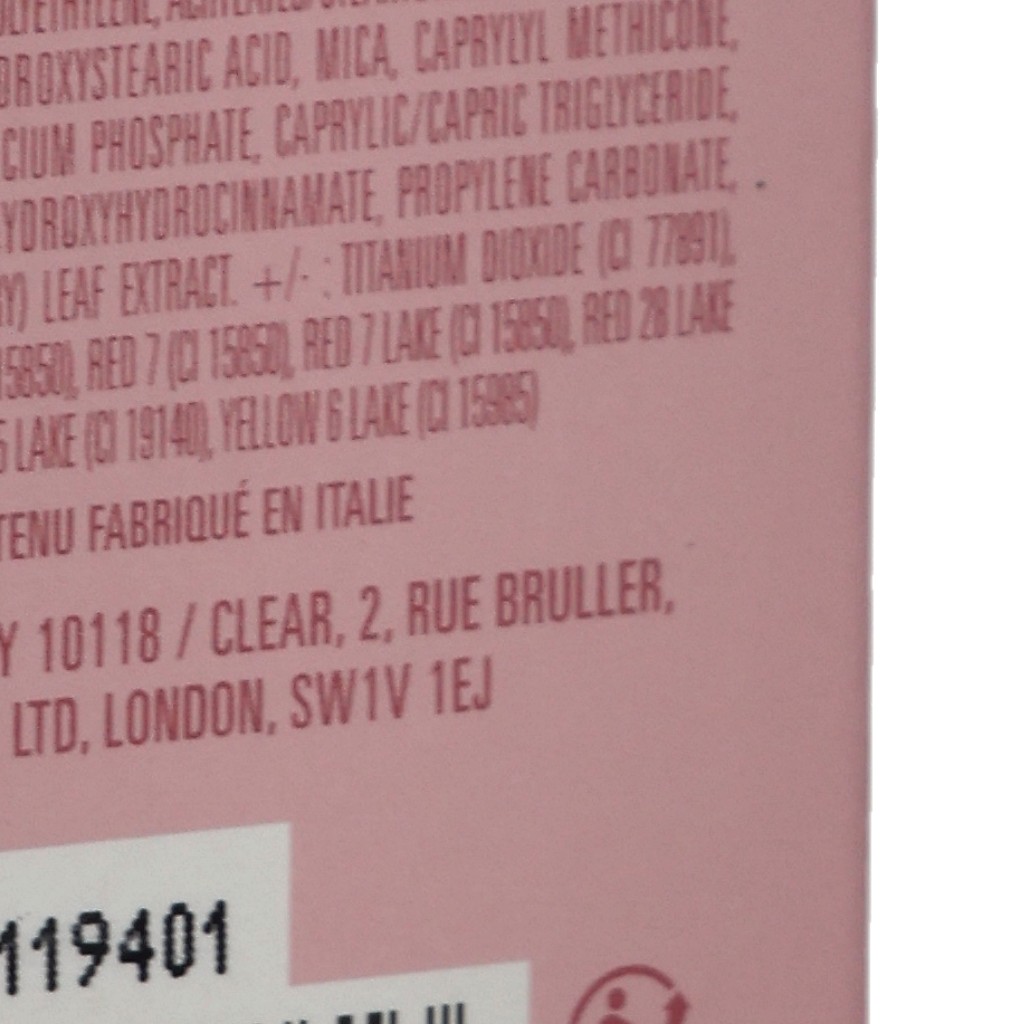 DROXYSTEARIC ACID, MICA, CAPRYLYL METHICONE,
CIUM PHOSPHATE, CAPRYLIC/CAPRIC TRIGLYCERIDE,
YDROXYHYDROCINNAMATE, PROPYLENE CARBONATE,
RY) LEAF EXTRACT. +/- : TITANIUM DIOXIDE (CI 77891),
15850), RED 7 (CI 15850), RED 7 LAKE (CI 15850), RED 28 LAKE
5 LAKE (CI 19140), YELLOW 6 LAKE (CI 15985)
TENU FABRIQUÉ EN ITALIE
Y 10118 / CLEAR, 2, RUE BRULLER,
LTD, LONDON, SW1V 1EJ
119401